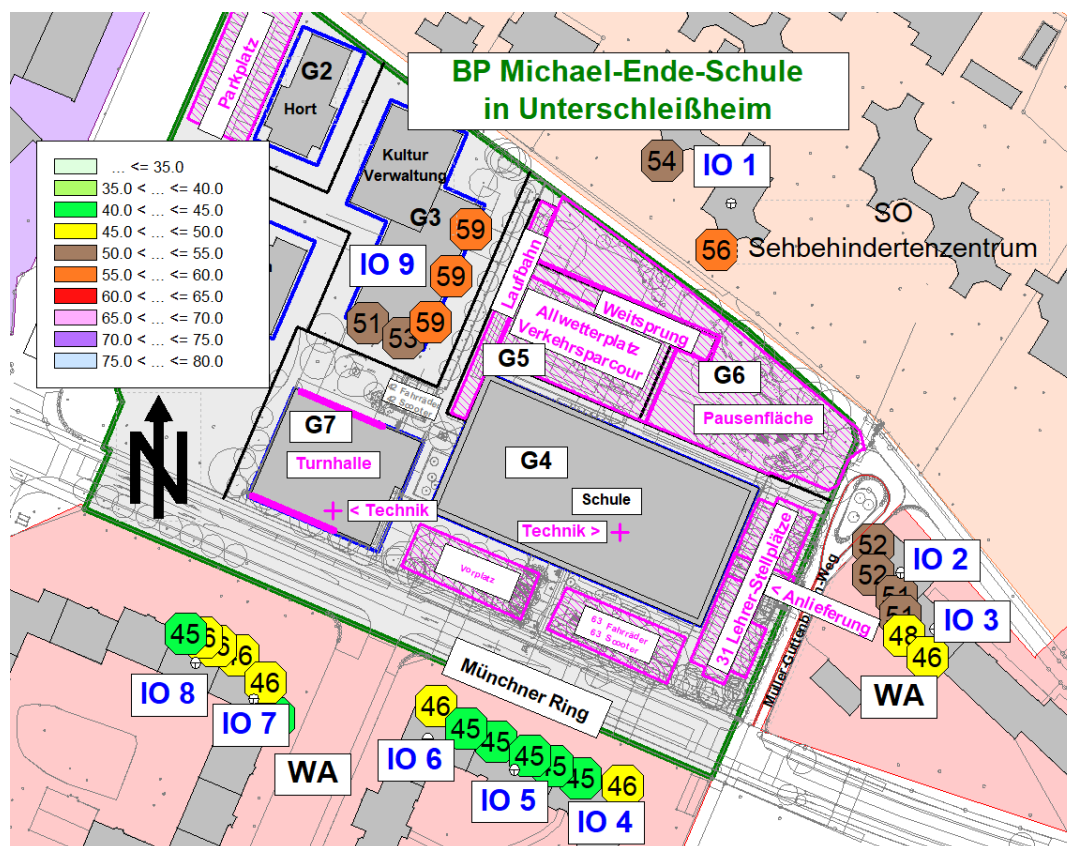 BP Michael-Ende-Schule
in Unterschleißheim
Parkplatz
G2
Hort
Kultur
Verwaltung
G3
... <= 35.0
35.0 < ... <= 40.0
40.0 < ... <= 45.0
45.0 < ... <= 50.0
50.0 < ... <= 55.0
55.0 < ... <= 60.0
60.0 < ... <= 65.0
65.0 < ... <= 70.0
70.0 < ... <= 75.0
75.0 < ... <= 80.0
54
IO 1
SO
56
Sehbehindertenzentrum
59
IO 9
59
59
51
53
Laufbahn
Weitsprung
Allwetterplatz
Verkehrsparcour
G5
G6
Pausenfläche
42 Fahrräder
42 Scooter
G7
Turnhalle
< Technik
G4
Schule
Technik >
N
Vorplatz
63 Fahrräder
63 Scooter
31 Lehrer-Stellplätze
< Anlieferung
52
52
51
51
48
46
IO 2
IO 3
WA
Münchner Ring
45
46
46
IO 8
IO 7
WA
46
45
45
45
45
45
46
IO 6
IO 5
IO 4